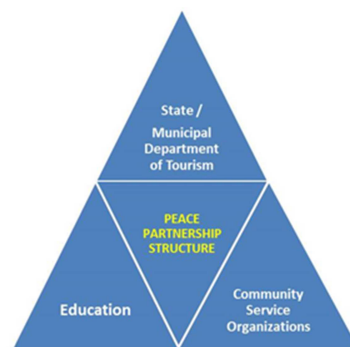 State /
Municipal
Department
of Tourism
PEACE
PARTNERSHIP
STRUCTURE
Education
Community
Service
Organizations